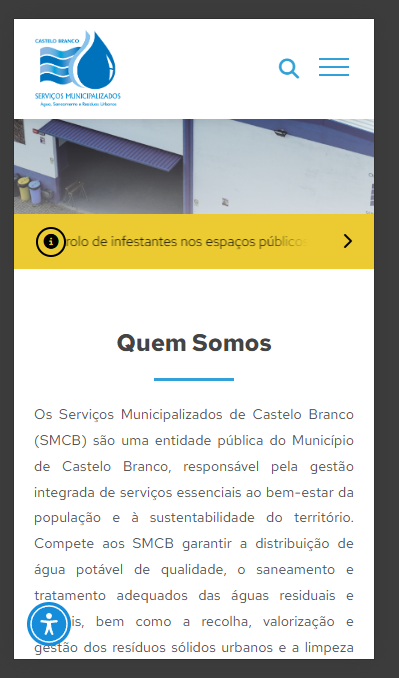 CASTELO BRANCO
SERVIÇOS MUNICIPALIZADOS
Água, Saneamento e Resíduos Urbanos
de infestantes nos espaços públicos
Quem Somos
Os Serviços Municipalizados de Castelo Branco
(SMCB) são uma entidade pública do Município
de Castelo Branco, responsável pela gestão
integrada de serviços essenciais ao bem-estar da
população e à sustentabilidade do território.
Compete aos SMCB garantir a distribuição de
água potável de qualidade, o saneamento e
tratamento adequados das águas residuais e
bem como a recolha, valorização e
gestão dos resíduos sólidos urbanos e a limpeza